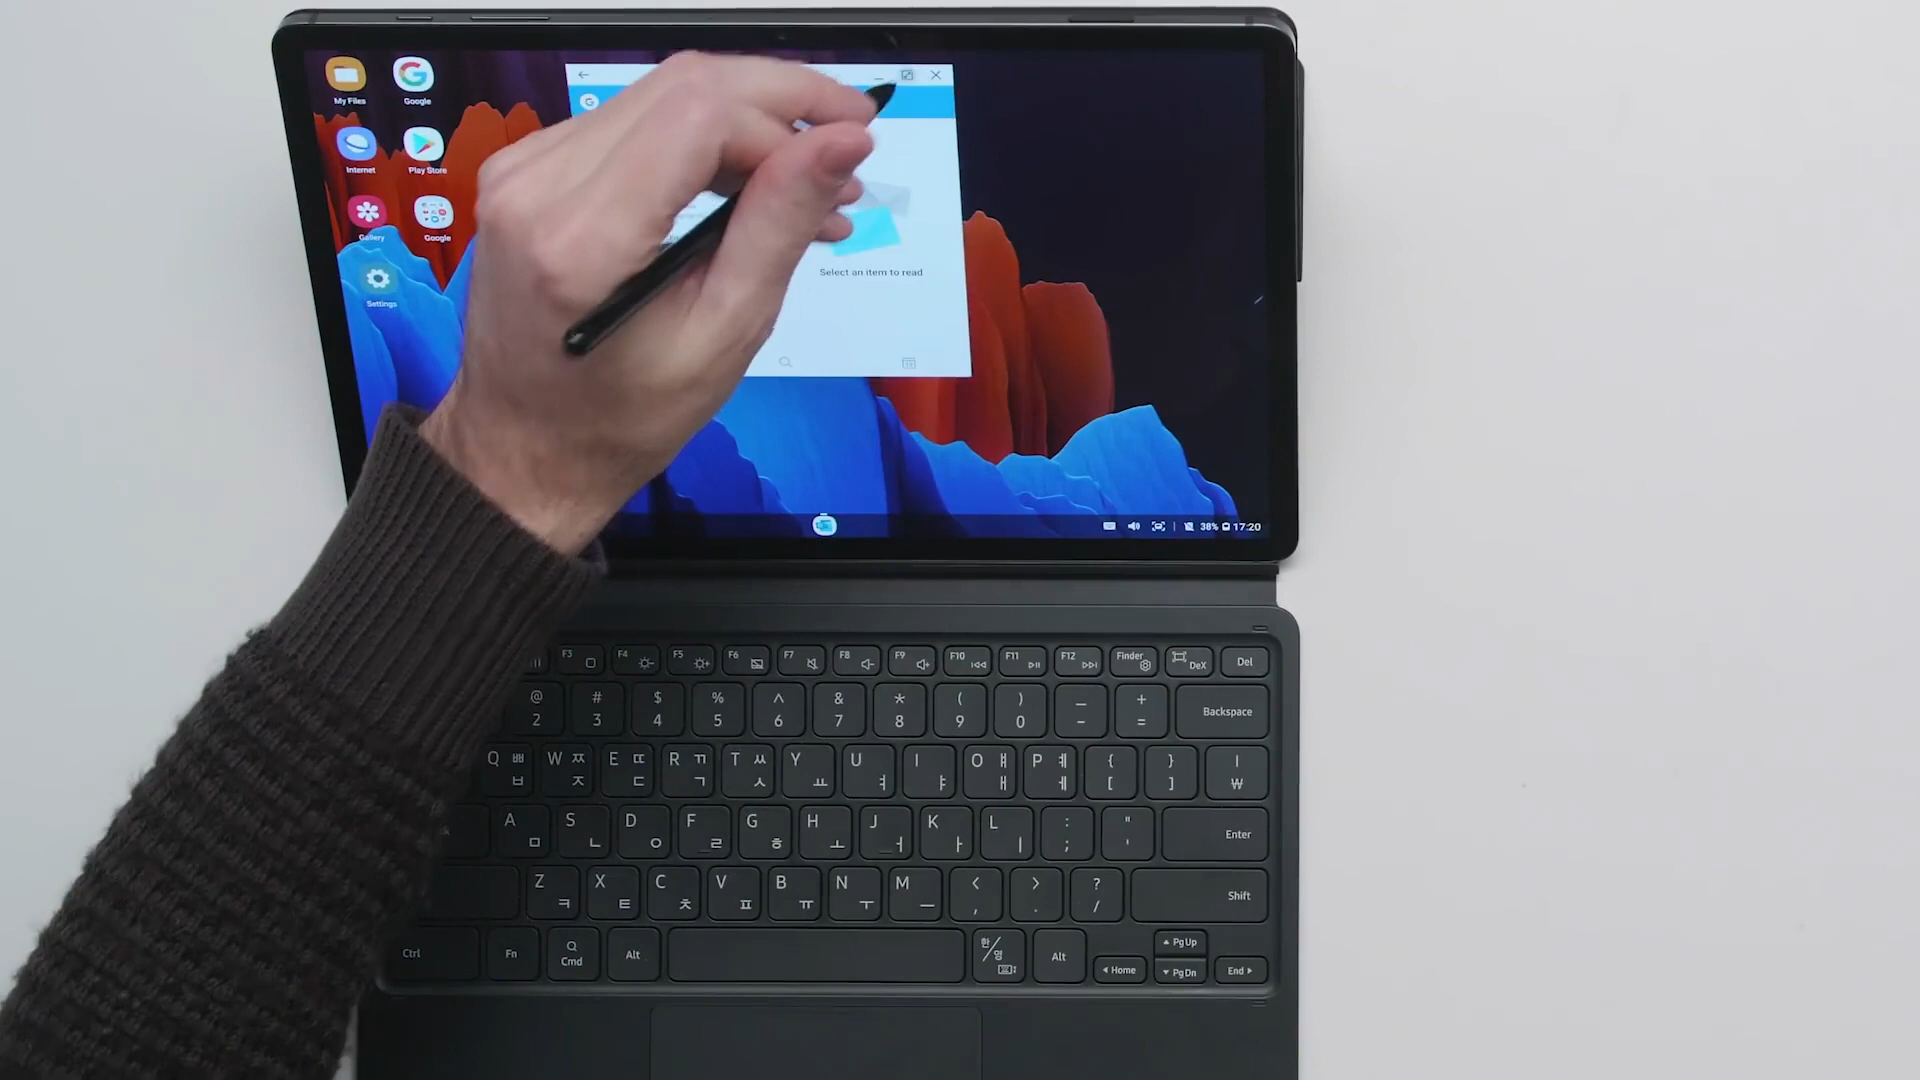 My Files
Google
Internet
Play Store
Gallery
Google
Settings
Select an item to read
38% 17:20
F3 F4 F5 F6 F7 F8 F9 F10 F11 F12 Finder DeX Del
@ # $ % ^ & * ( ) _ +
2 3 4 5 6 7 8 9 0 - = Backspace
Q ㅃ W ㅉ E ㄸ R ㄲ T ㅆ Y U I O ㅒ P ㅖ { } |
ㅂ ㅈ ㄷ ㄱ ㅅ ㅛ ㅕ ㅑ ㅐ ㅔ [ ] ₩
A S D F G H J K L : " Enter
ㅁ ㄴ ㅇ ㄹ ㅎ ㅗ ㅓ ㅏ ㅣ ; '
Z X C V B N M < > ? Shift
ㅋ ㅌ ㅊ ㅍ ㅠ ㅜ ㅡ , . /
Ctrl Fn Cmd Alt 한/영 Alt Home PgUp PgDn End